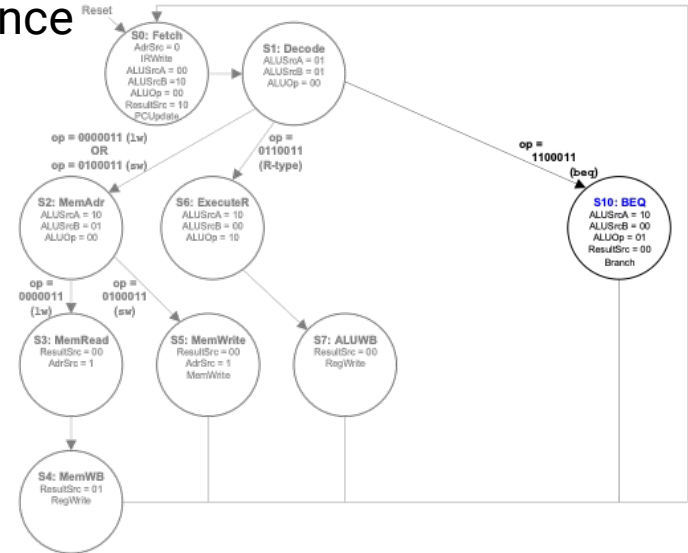 nce
Reset
S0: Fetch
AdrSrc = 0
IRWrite
ALUSrcA = 00
ALUSrcB =10
ALUOp = 00
ResultSrc = 10
PCUpdate
S1: Decode
ALUSrcA = 01
ALUSrcB = 01
ALUOp = 00
op = 0000011 (lw)
OR
op = 0100011 (sw)
op =
0110011
(R-type)
op =
1100011
(beq)
S2: MemAdr
ALUSrcA = 10
ALUSrcB = 01
ALUOp = 00
S6: ExecuteR
ALUSrcA = 10
ALUSrcB = 00
ALUOp = 10
S10: BEQ
ALUSrcA = 10
ALUSrcB = 00
ALUOp = 01
ResultSrc = 00
Branch
op =
0000011
(lw)
op =
0100011
(sw)
S3: MemRead
ResultSrc = 00
AdrSrc = 1
S5: MemWrite
ResultSrc = 00
AdrSrc = 1
MemWrite
S7: ALUWB
ResultSrc = 00
RegWrite
S4: MemWB
ResultSrc = 01
RegWrite